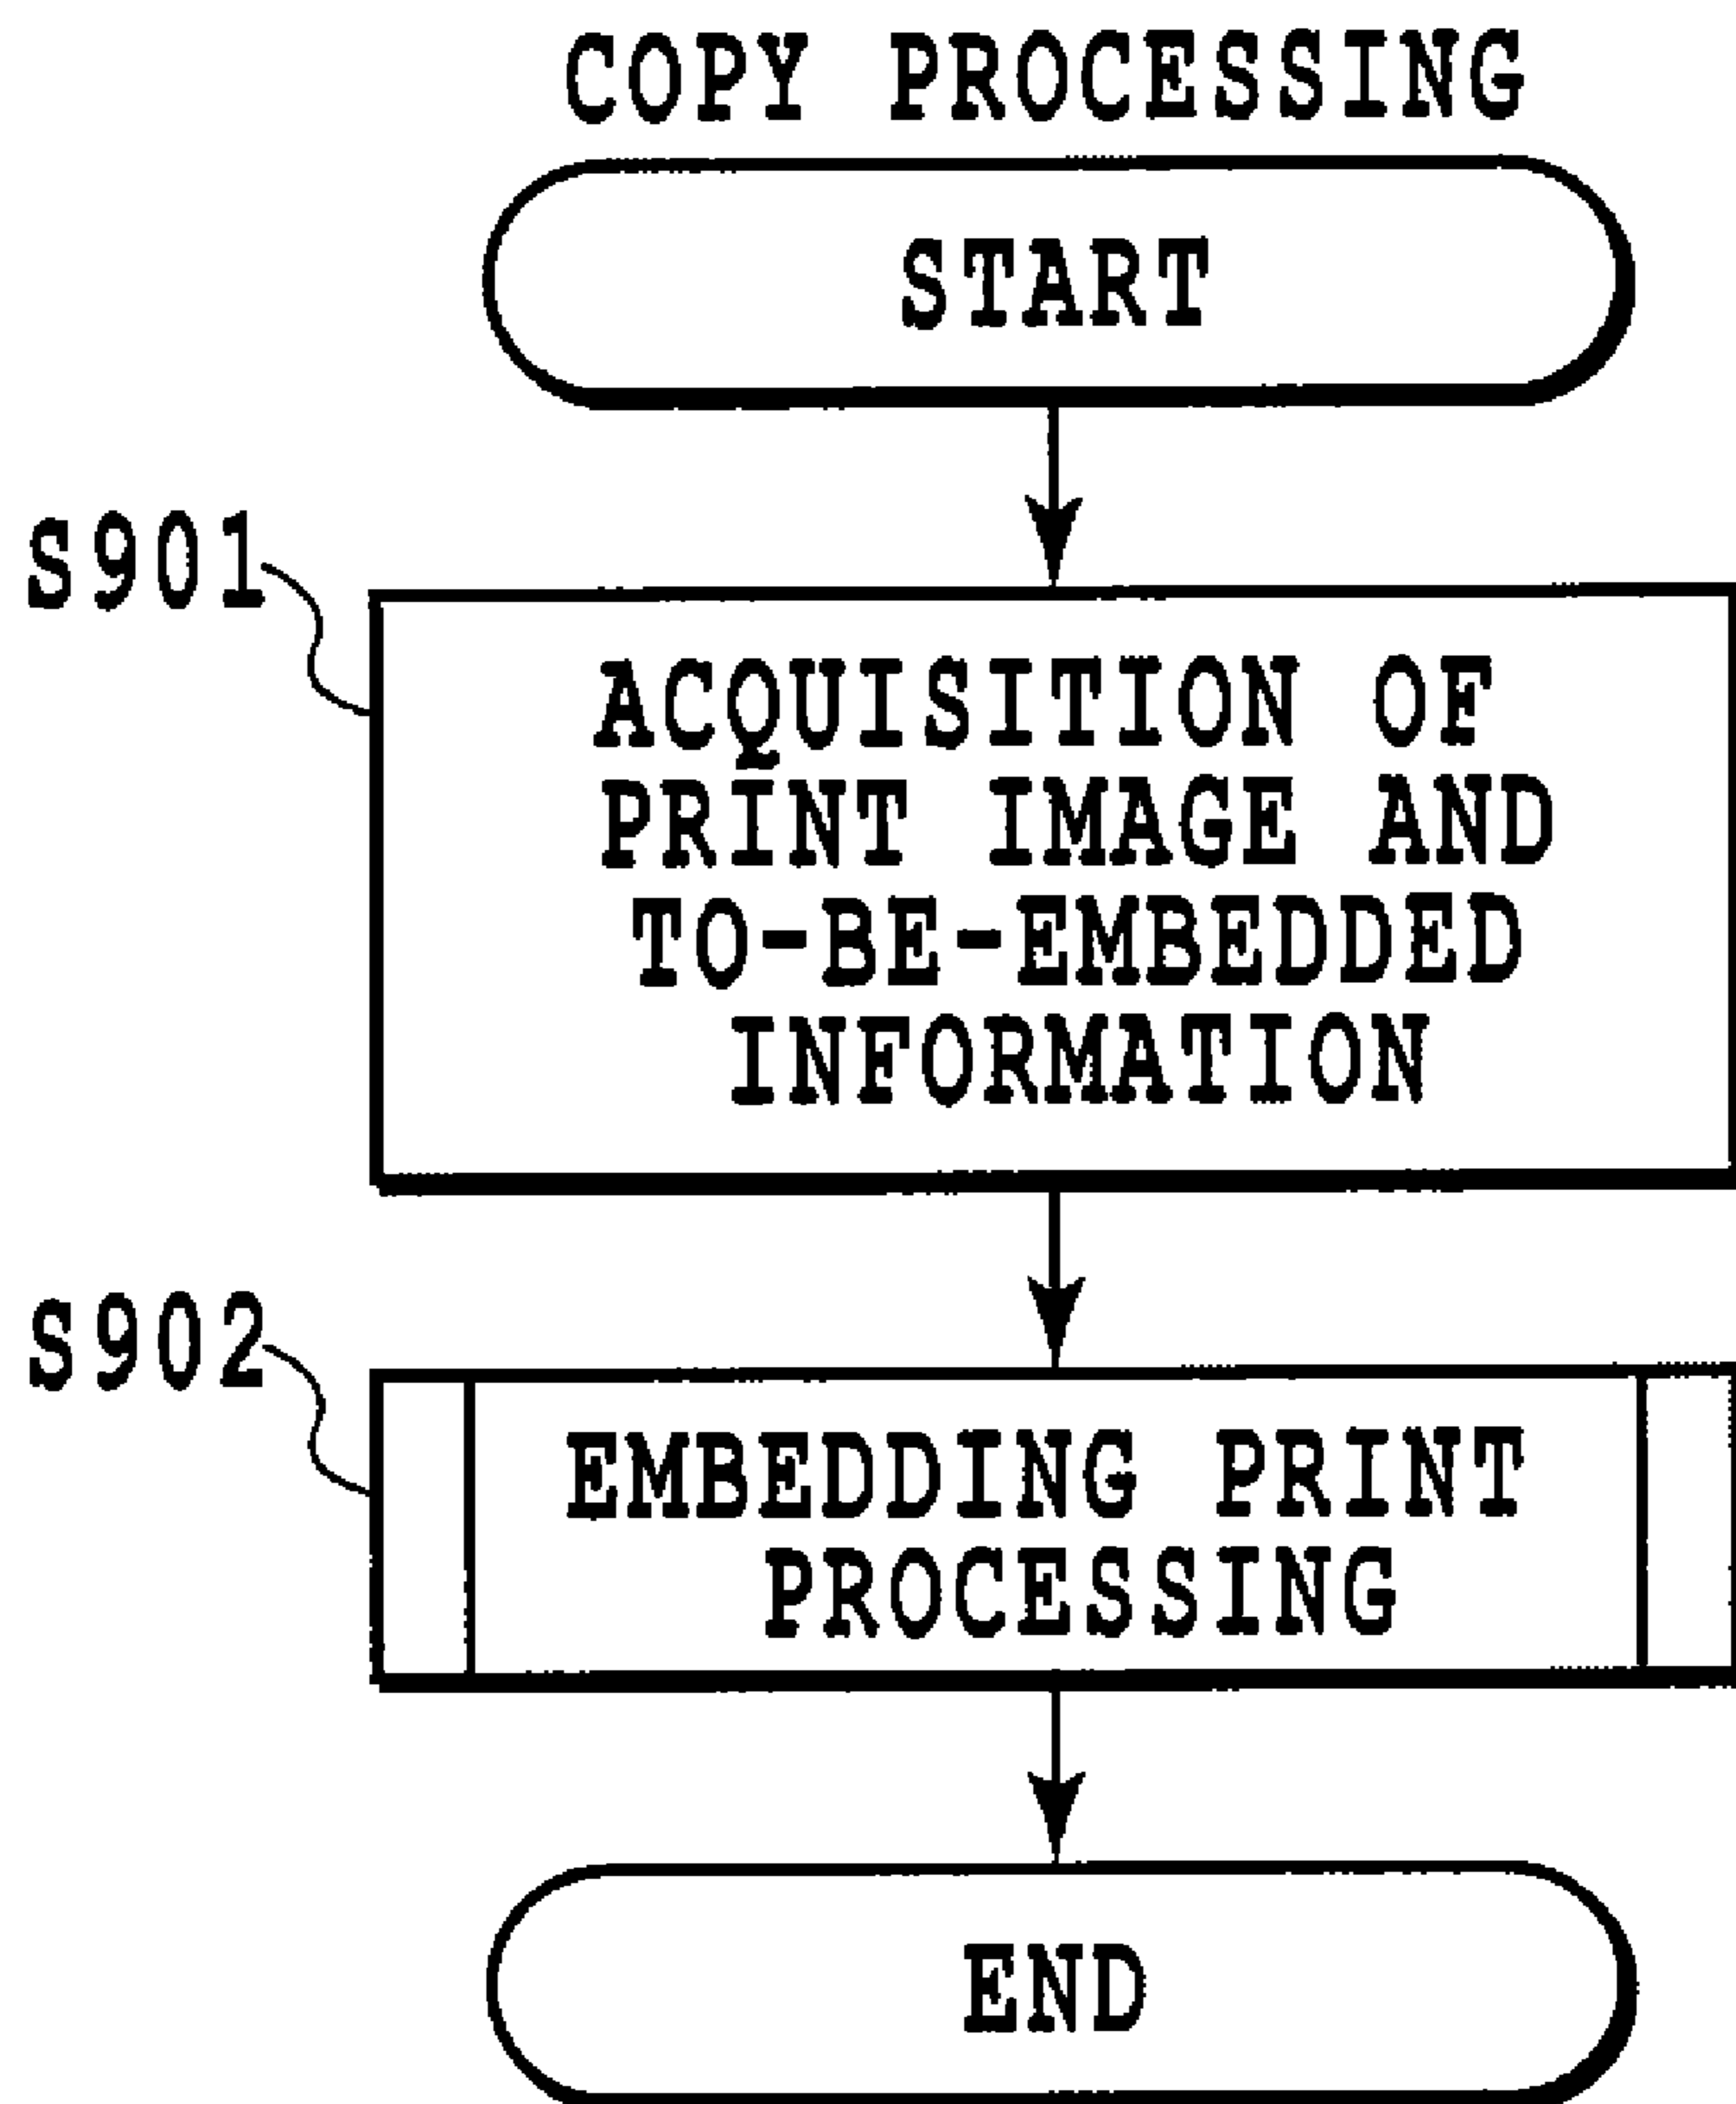 COPY PROCESSING
START
S901
ACQUISITION OF
PRINT IMAGE AND
TO-BE-EMBEDDED
INFORMATION
S902
EMBEDDING PRINT
PROCESSING
END